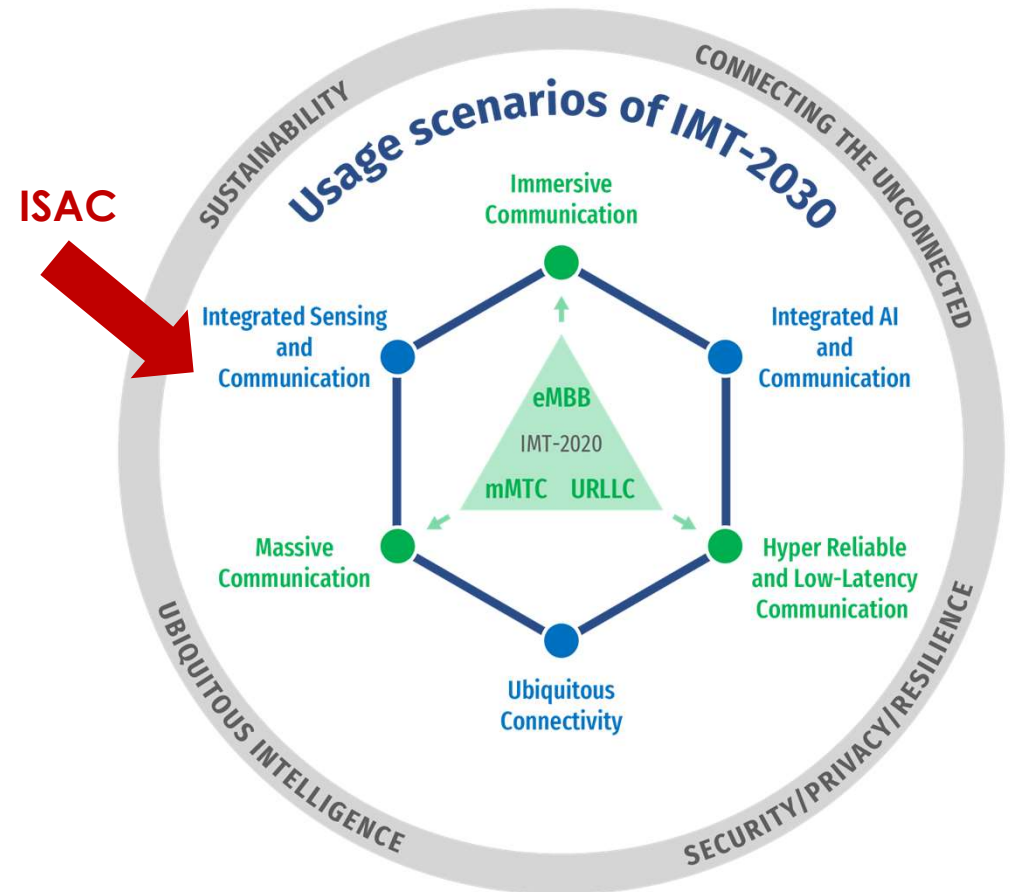 SUSTAINABILITY
CONNECTING THE UNCONNECTED
Usage scenarios of IMT-2030
ISAC
Immersive
Communication
Integrated Sensing
and
Communication
Integrated AI
and
Communication
eMBB
IMT-2020
mMTC URLLC
Massive
Communication
Hyper Reliable
and Low-Latency
Communication
Ubiquitous
Connectivity
UBIQUITOUS INTELLIGENCE
SECURITY/PRIVACY/RESILIENCE